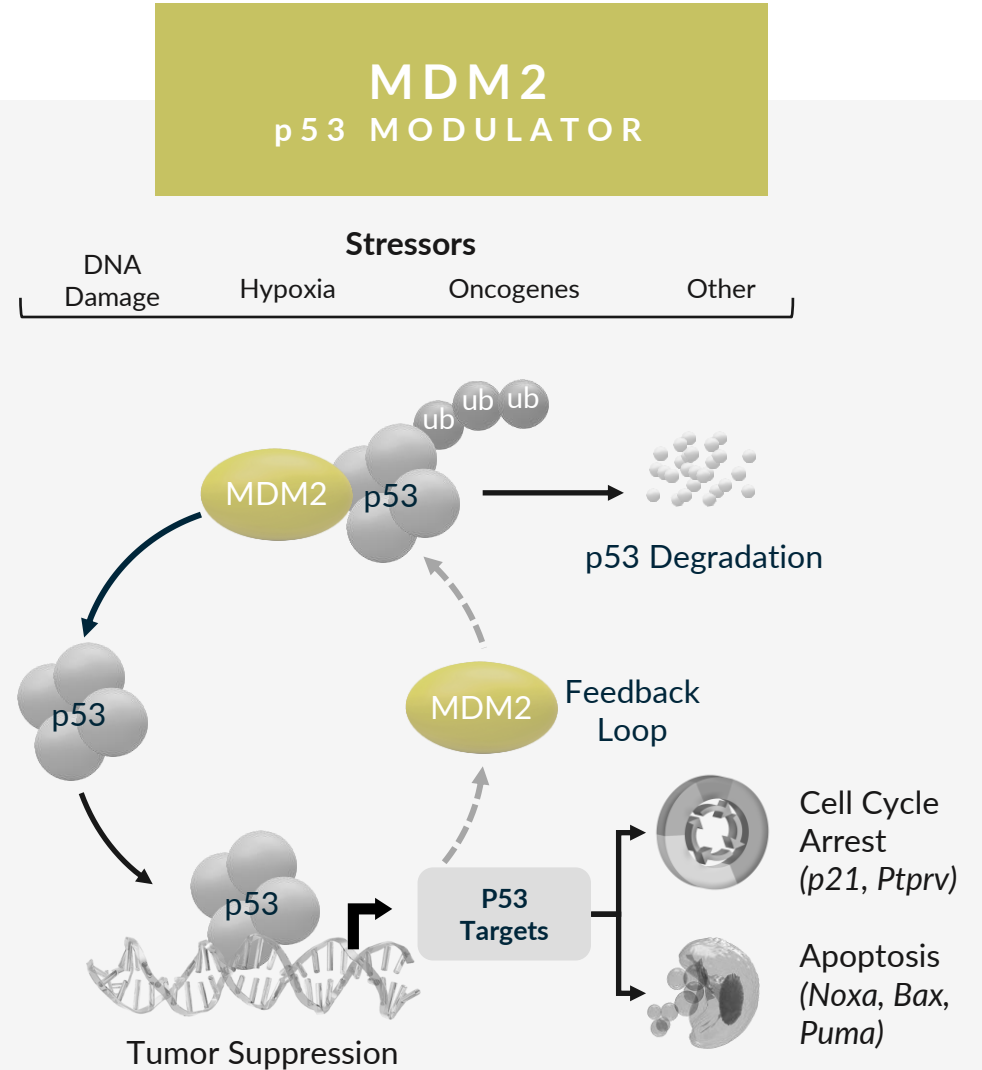 MDM2
p53 MODULATOR
Stressors
DNA
Damage
Hypoxia
Oncogenes
Other
ub
ub
ub
MDM2
p53
p53 Degradation
p53
MDM2
Feedback
Loop
p53
P53
Targets
Cell Cycle
Arrest
(p21, Ptprv)
Apoptosis
(Noxa, Bax,
Puma)
Tumor Suppression